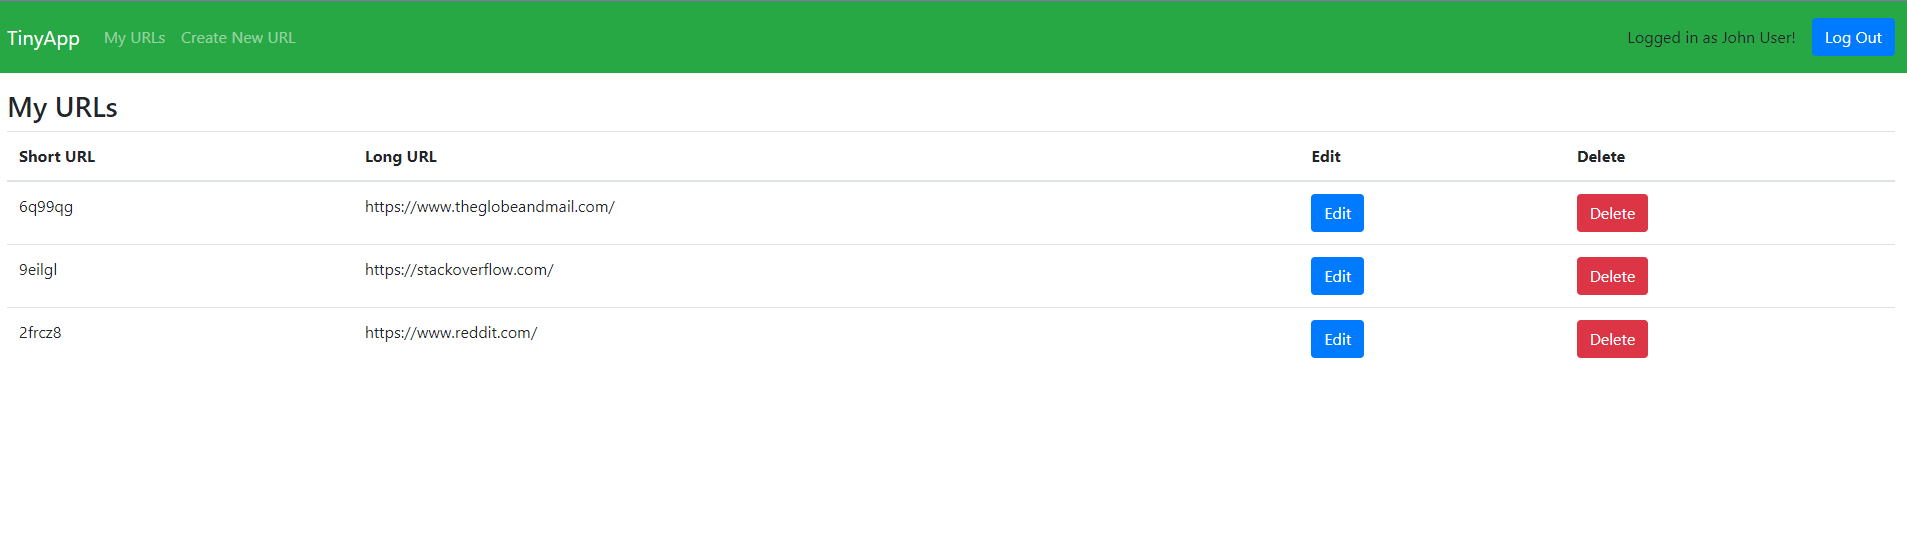 TinyApp My URLs Create New URL Logged in as John User! Log Out
My URLs
Short URL Long URL Edit Delete
6q99qg https://www.theglobeandmail.com/ Edit Delete
9eilgl https://stackoverflow.com/ Edit Delete
2frcz8 https://www.reddit.com/ Edit Delete